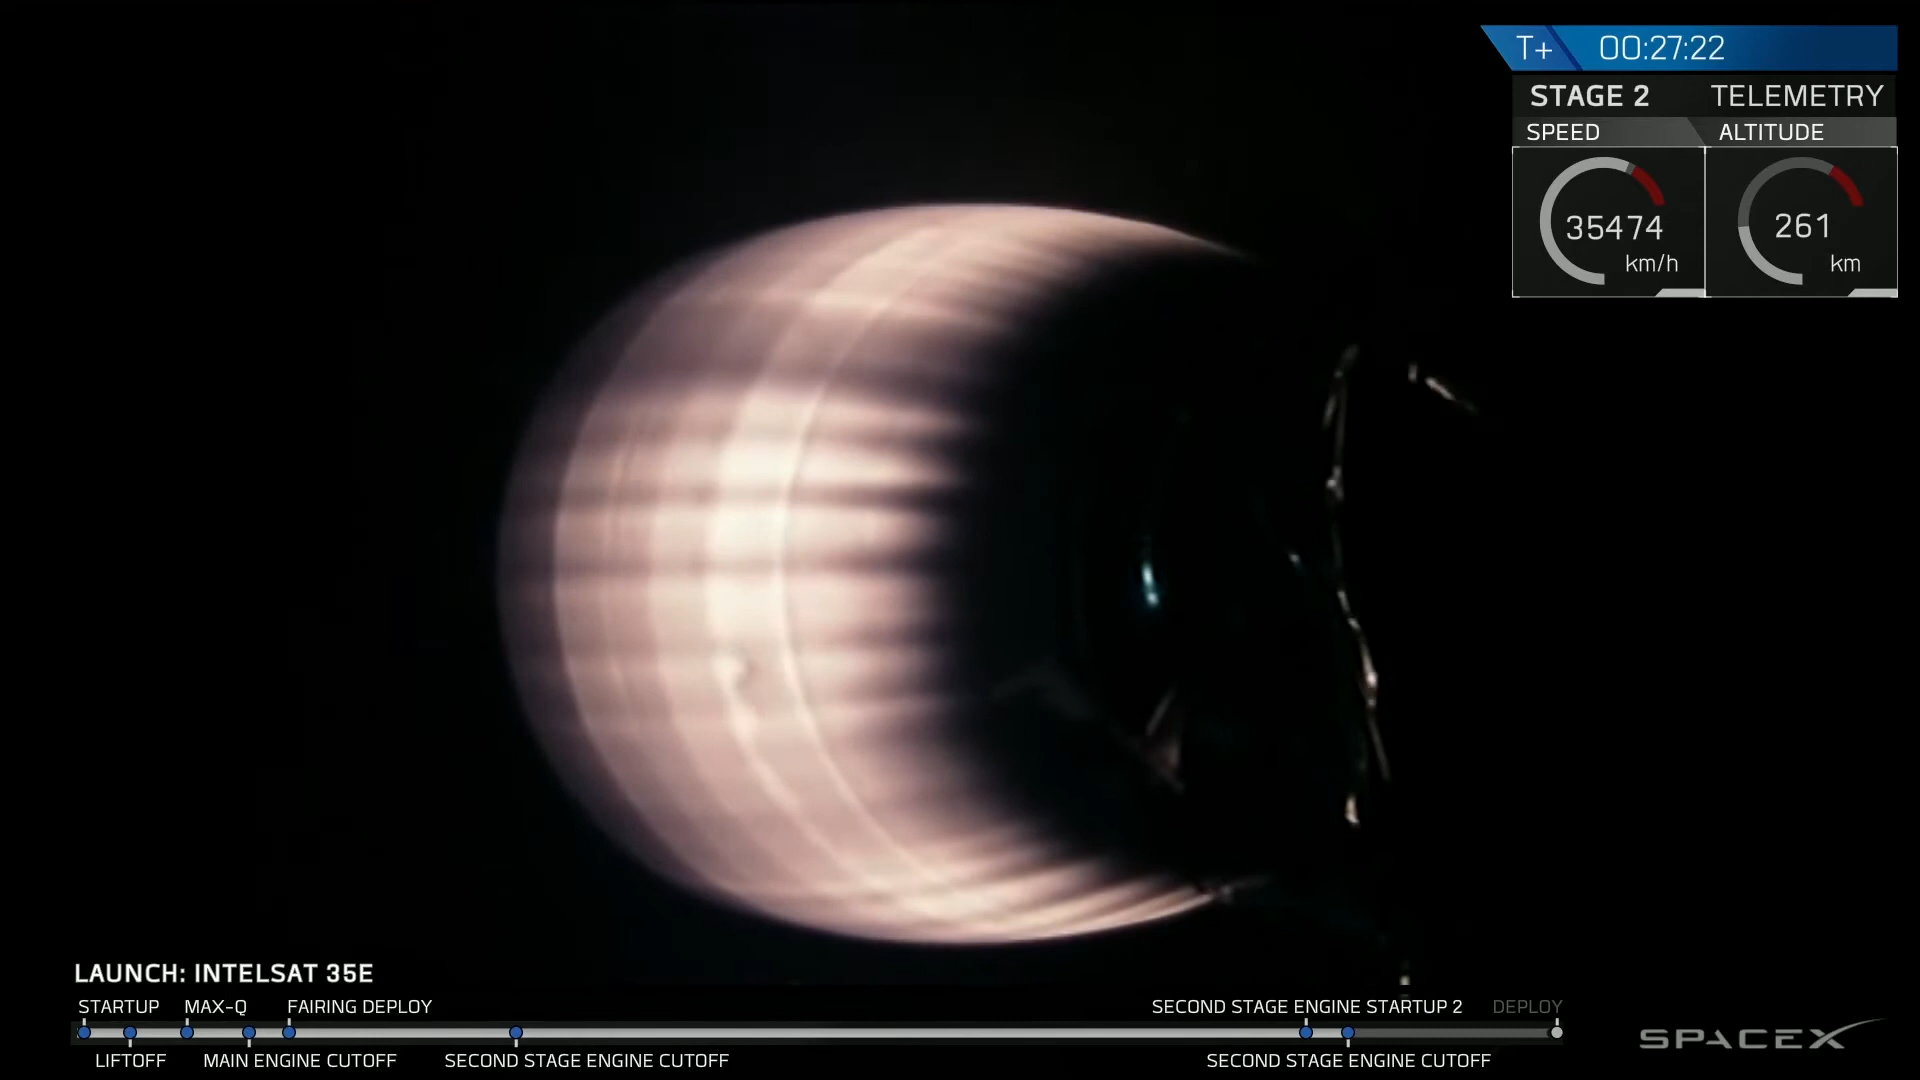 T+ 00:27:22
STAGE 2 TELEMETRY
SPEED ALTITUDE
35474 261
km/h km
LAUNCH: INTELSAT 35E
STARTUP MAX-Q FAIRING DEPLOY SECOND STAGE ENGINE STARTUP 2 DEPLOY
LIFTOFF MAIN ENGINE CUTOFF SECOND STAGE ENGINE CUTOFF SECOND STAGE ENGINE CUTOFF
SPACEX